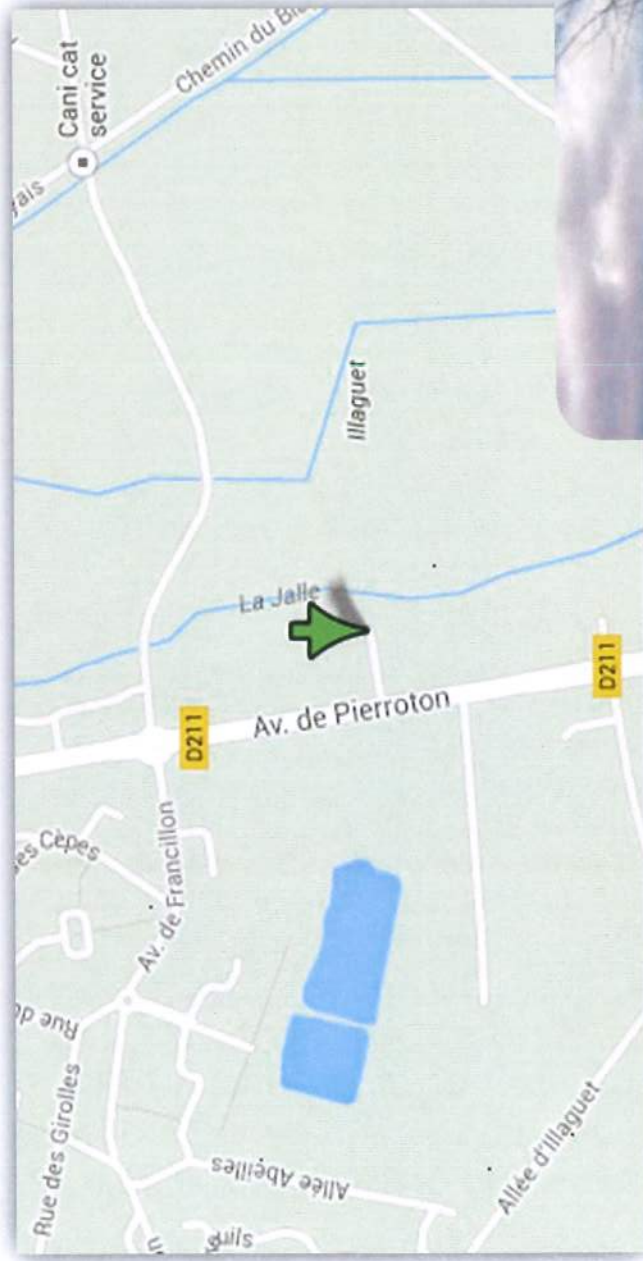 Cani cat
service
Chemin du
Illaguet
La Jalle
D211
Av. de Pierroton
D211
Cèpes
Av. de Francillon
Rue
Rue des Girolles
Allée Abeilles
Allée d'Illaguet